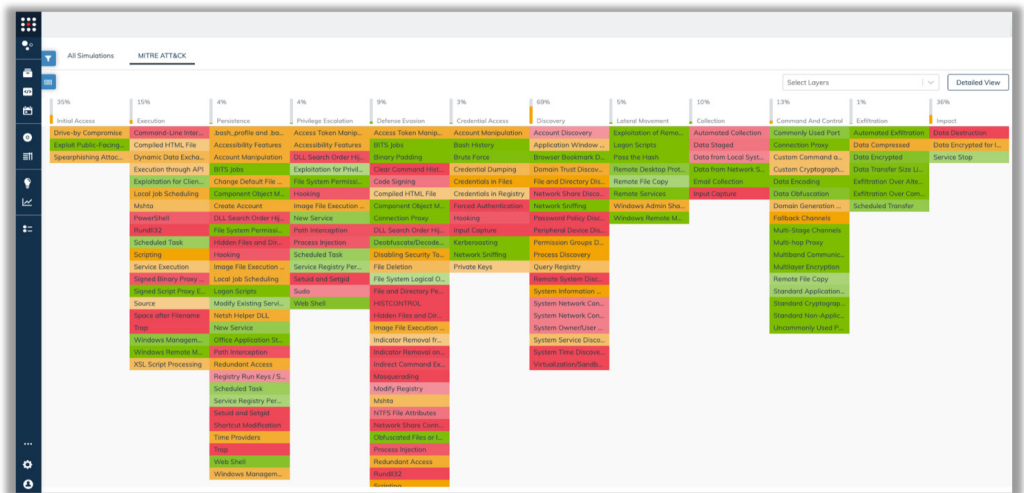 All Simulations
MITRE ATT&CK
Select Layers
Detailed View
35%
Initial Access
Drive-by Compromise
Exploit Public-Facing...
Spearphishing Attac...
15%
Execution
Command-Line Inter...
Compiled HTML File
Dynamic Data Excha...
Execution through API
Exploitation for Clien...
Local Job Scheduling
Mshta
PowerShell
Rundll32
Scheduled Task
Scripting
Service Execution
Signed Binary Proxy ...
Signed Script Proxy E...
Source
Space after Filename
Trap
Windows Managem...
Windows Remote M...
XSL Script Processing
4%
Persistence
.bash_profile and .ba...
Accessibility Features
Account Manipulation
BITS Jobs
Change Default File ...
Component Object M...
Create Account
DLL Search Order Hij...
File System Permissi...
Hidden Files and Dir...
Hooking
Image File Execution ...
Local Job Scheduling
Logon Scripts
Modify Existing Servi...
Netsh Helper DLL
New Service
Office Application St...
Path Interception
Redundant Access
Registry Run Keys / S...
Scheduled Task
Service Registry Per...
Setuid and Setgid
Shortcut Modification
Time Providers
Trap
Web Shell
Windows Managem...
4%
Privilege Escalation
Access Token Manip...
Accessibility Features
DLL Search Order Hij...
Exploitation for Privil...
File System Permissi...
Hooking
Image File Execution ...
New Service
Path Interception
Process Injection
Scheduled Task
Service Registry Per...
Setuid and Setgid
Sudo
Web Shell
9%
Defense Evasion
Access Token Manip...
BITS Jobs
Binary Padding
Clear Command Hist...
Code Signing
Compiled HTML File
Component Object M...
Connection Proxy
DLL Search Order Hij...
Deobfuscate/Decode...
Disabling Security To...
File Deletion
File System Logical O...
File and Directory Pe...
HISTCONTROL
Hidden Files and Dir...
Image File Execution ...
Indicator Removal fr...
Indicator Removal on...
Indirect Command Ex...
Masquerading
Modify Registry
Mshta
NTFS File Attributes
Network Share Conn...
Obfuscated Files or I...
Process Injection
Redundant Access
Rundll32
Scripting
3%
Credential Access
Account Manipulation
Bash History
Brute Force
Credential Dumping
Credentials in Files
Credentials in Registry
Forced Authentication
Hooking
Input Capture
Kerberoasting
Network Sniffing
Private Keys
69%
Discovery
Account Discovery
Application Window ...
Browser Bookmark D...
Domain Trust Discov...
File and Directory Dis...
Network Share Disco...
Network Sniffing
Password Policy Disc...
Peripheral Device Dis...
Permission Groups D...
Process Discovery
Query Registry
Remote System Disc...
System Information ...
System Network Con...
System Network Con...
System Owner/User ...
System Service Disco...
System Time Discove...
Virtualization/Sandb...
5%
Lateral Movement
Exploitation of Remo...
Logon Scripts
Pass the Hash
Remote Desktop Prot...
Remote File Copy
Remote Services
Windows Admin Sha...
Windows Remote M...
10%
Collection
Automated Collection
Data Staged
Data from Local Syst...
Data from Network S...
Email Collection
Input Capture
13%
Command And Control
Commonly Used Port
Connection Proxy
Custom Command a...
Custom Cryptograph...
Data Encoding
Data Obfuscation
Domain Generation ...
Fallback Channels
Multi-Stage Channels
Multi-hop Proxy
Multiband Communic...
Multilayer Encryption
Remote File Copy
Standard Application...
Standard Cryptograp...
Standard Non-Applic...
Uncommonly Used P...
1%
Exfiltration
Automated Exfiltration
Data Compressed
Data Encrypted
Data Transfer Size Li...
Exfiltration Over Alte...
Exfiltration Over Com...
Scheduled Transfer
36%
Impact
Data Destruction
Data Encrypted for I...
Service Stop